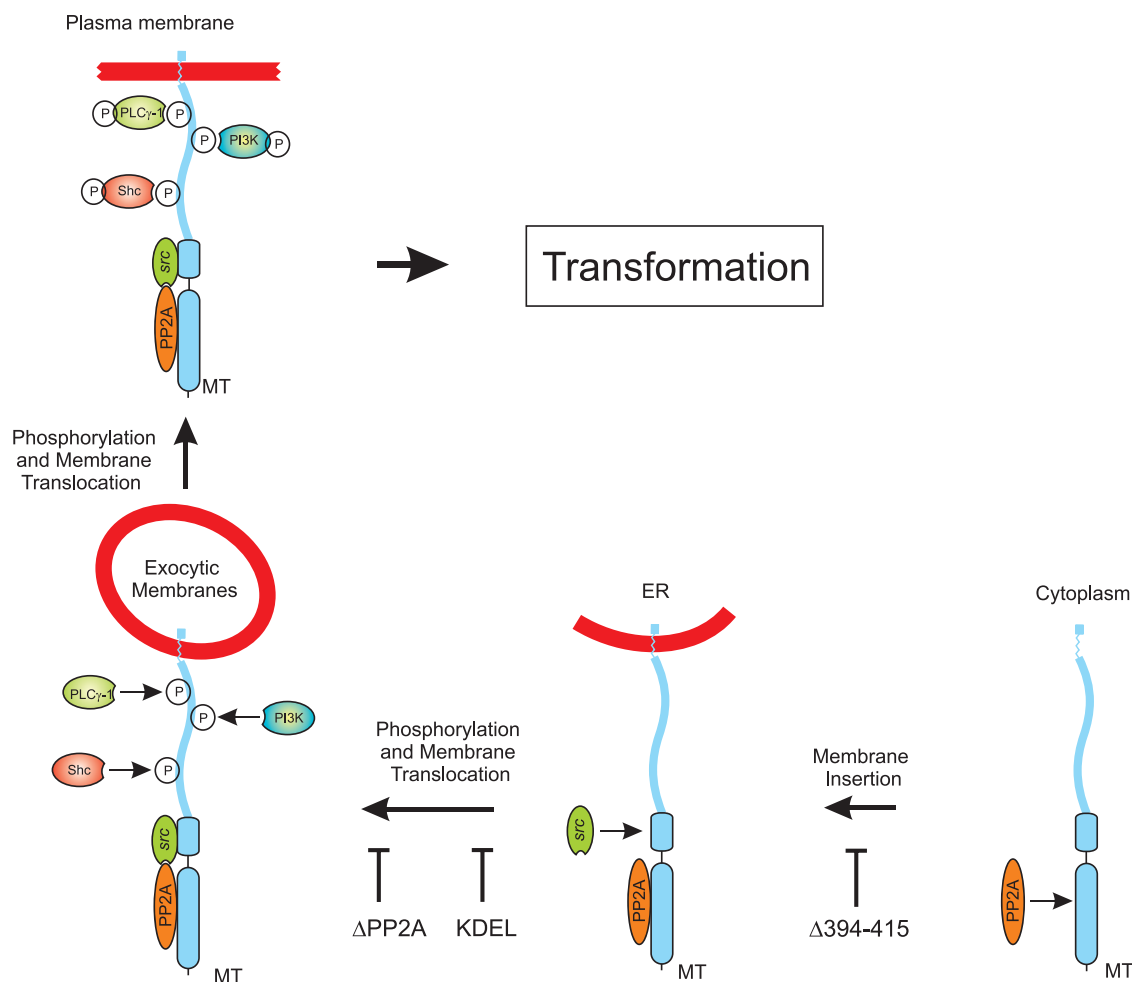 Plasma membrane
P
PLCγ-1
P
P
PI3K
P
P
Shc
P
src
PP2A
MT
Transformation
Phosphorylation
and Membrane
Translocation
Exocytic
Membranes
PLCγ-1
P
P
PI3K
Shc
P
src
PP2A
MT
Phosphorylation
and Membrane
Translocation
ΔPP2A
KDEL
ER
src
PP2A
MT
Membrane
Insertion
Δ394-415
Cytoplasm
PP2A
MT